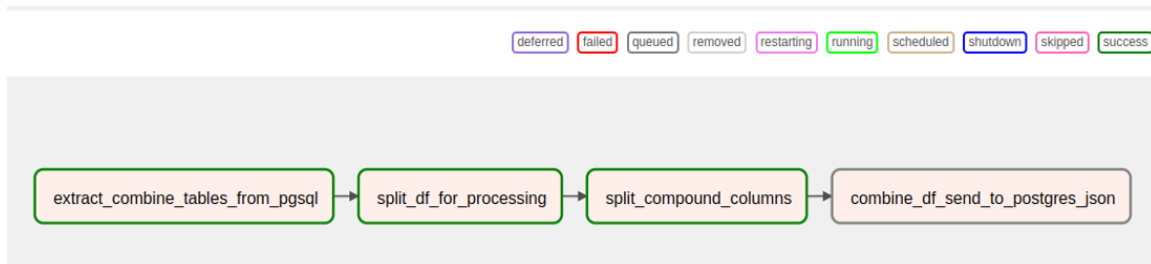 deferred failed queued removed restarting running scheduled shutdown skipped success
extract_combine_tables_from_pgsql split_df_for_processing split_compound_columns combine_df_send_to_postgres_json